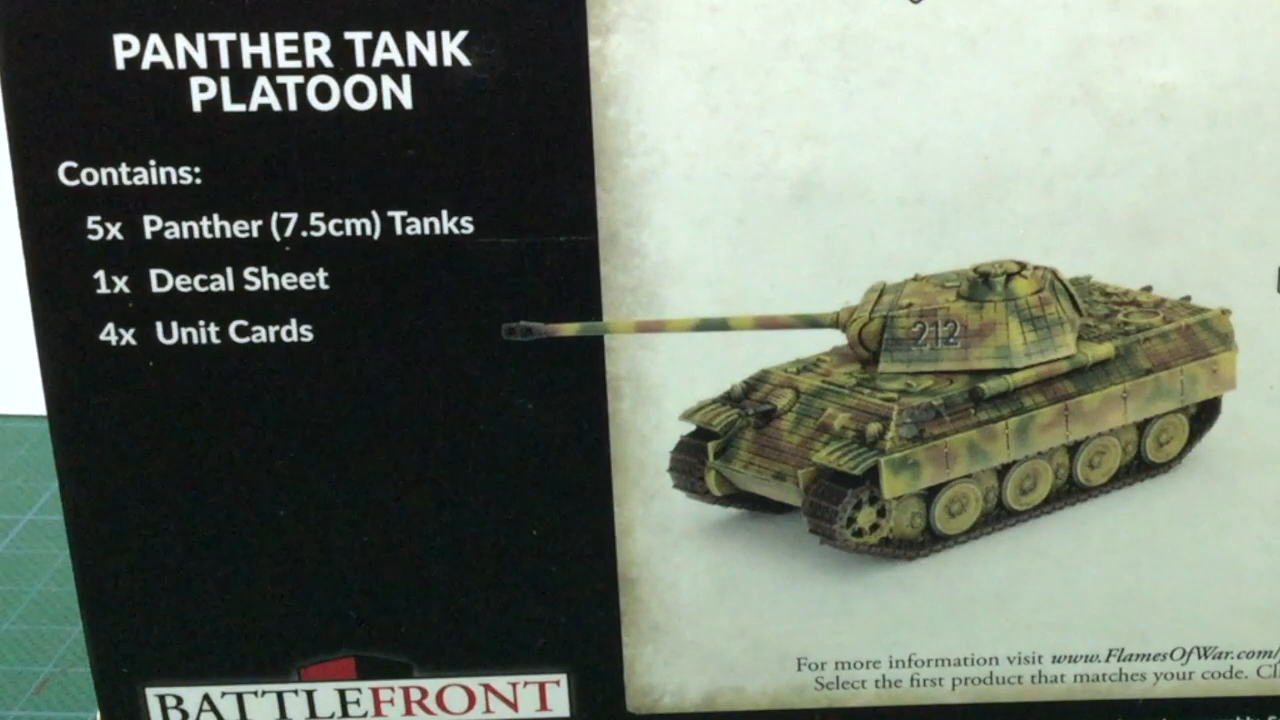 PANTHER TANK
PLATOON
Contains:
5x Panther (7.5cm) Tanks
1x Decal Sheet
4x Unit Cards
212
BATTLEFRONT
For more information visit www.FlamesOfWar.com/
Select the first product that matches your code.